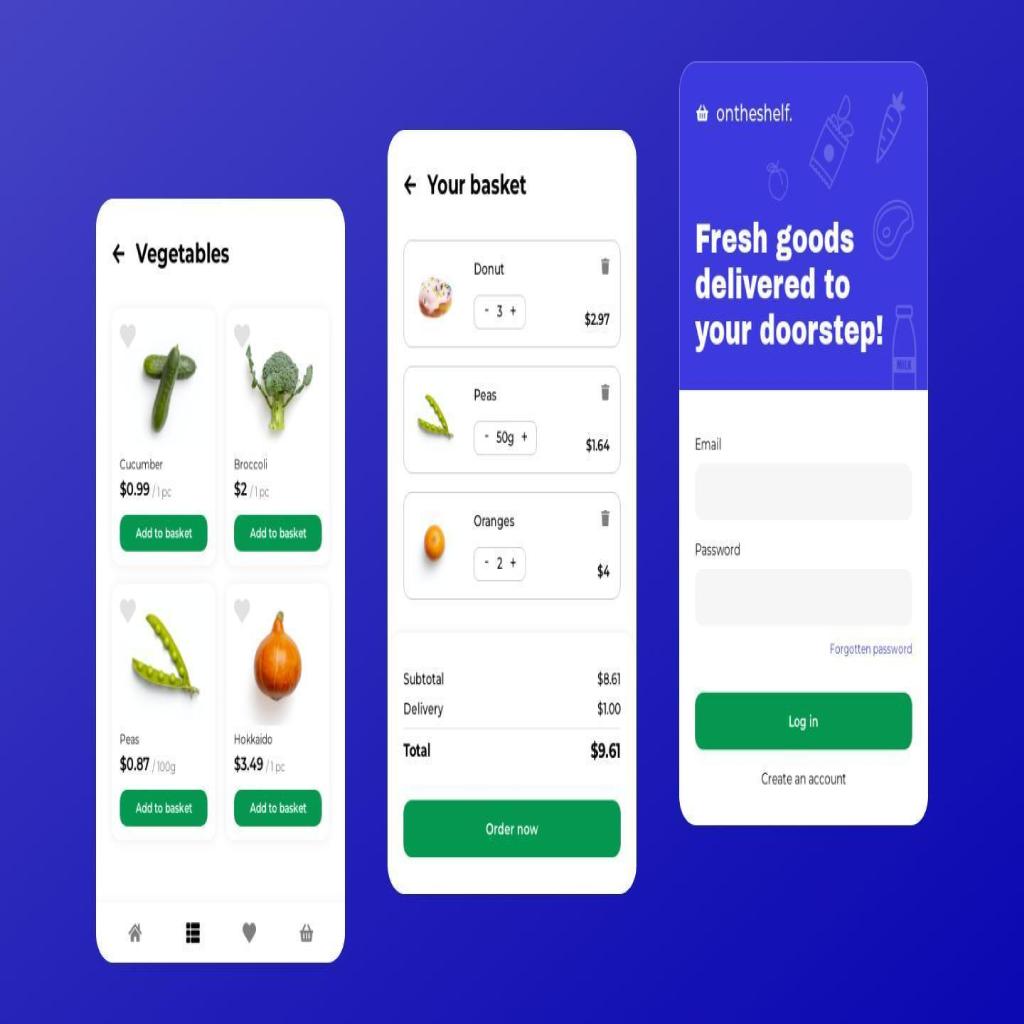 Vegetables
Cucumber
$0.99 / 1 pc
Add to basket
Broccoli
$2 / 1 pc
Add to basket
Peas
$0.87 / 100g
Add to basket
Hokkaido
$3.49 / 1 pc
Add to basket
Your basket
Donut
- 3 +
$2.97
Peas
- 50g +
$1.64
Oranges
- 2 +
$4
Subtotal $8.61
Delivery $1.00
Total $9.61
Order now
ontheshelf.
Fresh goods
delivered to
your doorstep!
MILK
Email
Password
Forgotten password
Log in
Create an account